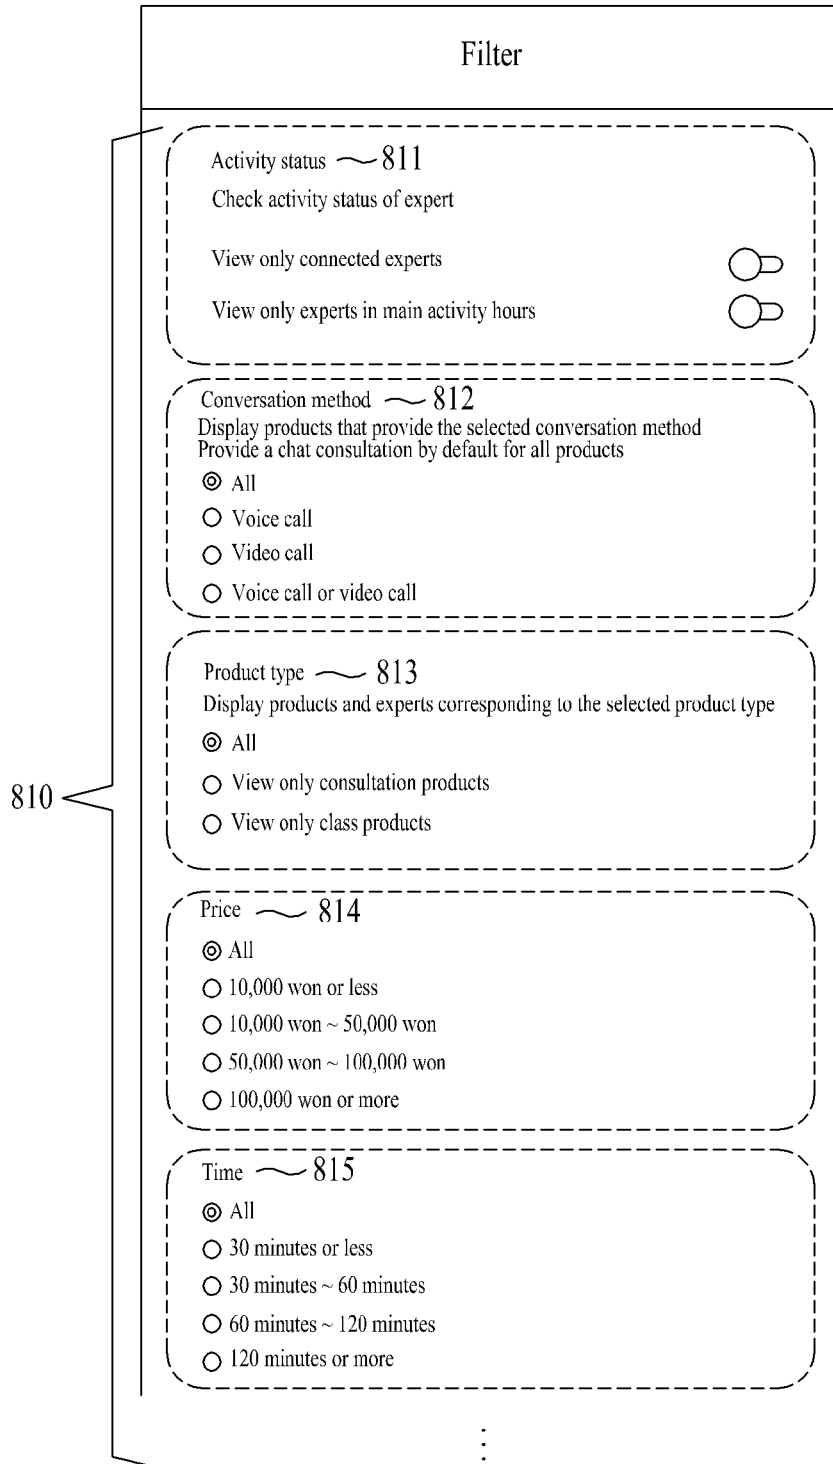 Filter
Activity status 811
Check activity status of expert
View only connected experts
View only experts in main activity hours
Conversation method 812
Display products that provide the selected conversation method
Provide a chat consultation by default for all products
All
Voice call
Video call
Voice call or video call
Product type 813
Display products and experts corresponding to the selected product type
All
View only consultation products
View only class products
810
Price 814
All
10,000 won or less
10,000 won ~ 50,000 won
50,000 won ~ 100,000 won
100,000 won or more
Time 815
All
30 minutes or less
30 minutes ~ 60 minutes
60 minutes ~ 120 minutes
120 minutes or more